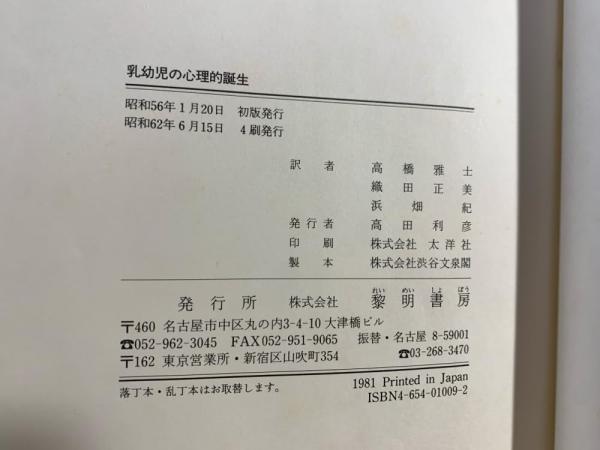 乳幼児の心理的誕生
昭和56年1月20日 初版発行
昭和62年6月15日 4刷発行
訳者 高橋雅士
織田正美
浜畑紀
発行者 高田利彦
印刷 株式会社 太洋社
製本 株式会社渋谷文泉閣
発行所 株式会社 黎明書房
れい めい しょ ぼう
〒460 名古屋市中区丸の内3-4-10大津橋ビル
☎052-962-3045 FAX052-951-9065 振替・名古屋 8-59001
〒162 東京営業所・新宿区山吹町354 ☎03-268-3470
落丁本・乱丁本はお取替します。 1981 Printed in Japan
ISBN4-654-01009-2